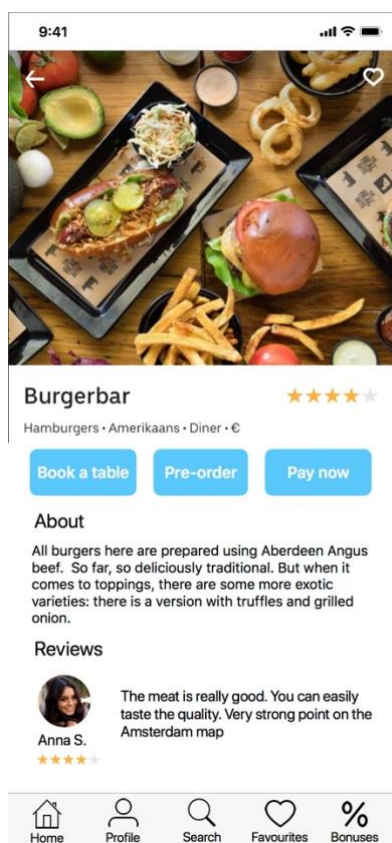 9:41
Burgerbar
Hamburgers • Amerikaans • Diner • €
Book a table Pre-order Pay now
About
All burgers here are prepared using Aberdeen Angus
beef. So far, so deliciously traditional. But when it
comes to toppings, there are some more exotic
varieties: there is a version with truffles and grilled
onion.
Reviews
The meat is really good. You can easily
taste the quality. Very strong point on the
Amsterdam map
Anna S.
Home Profile Search Favourites Bonuses